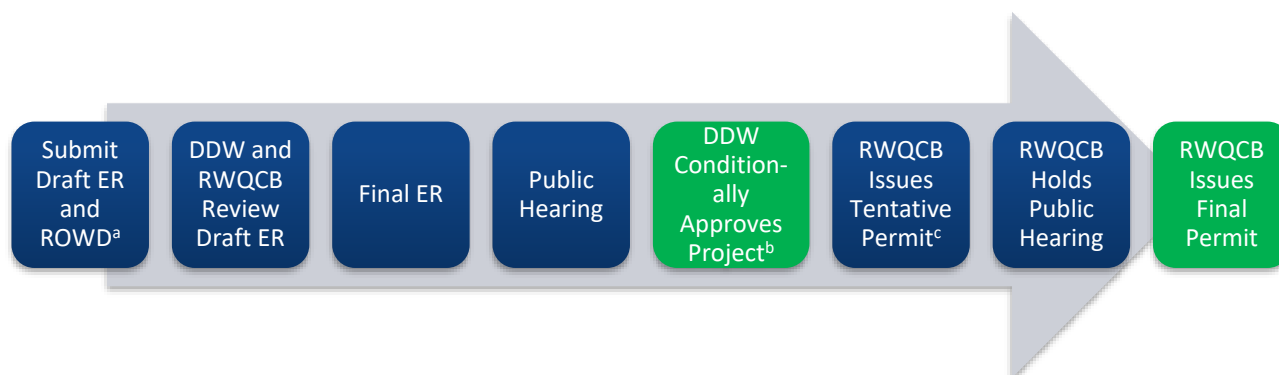 Submit
Draft ER
and
ROWDᵃ
DDW and
RWQCB
Review
Draft ER
Final ER
Public
Hearing
DDW
Condition-
ally
Approves
Projectᵇ
RWQCB
Issues
Tentative
Permitᶜ
RWQCB
Holds
Public
Hearing
RWQCB
Issues
Final
Permit